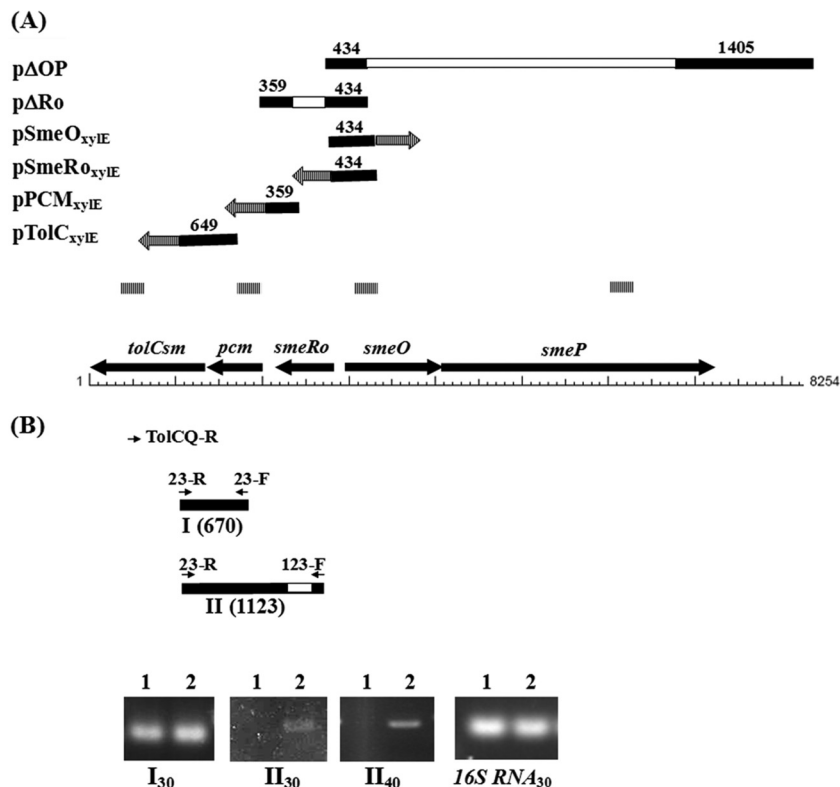 (A)
434 1405
pΔOP
359 434
pΔRo
434
pSmeOxylE
434
pSmeRoxylE
359
pPCMxylE
649
pTolCxylE
tolCsm pcm smeRo smeO smeP
1 8254
(B)
TolCQ-R
23-R 23-F
I (670)
23-R 123-F
II (1123)
1 2 1 2 1 2 1 2
I30 II30 II40 16S RNA30